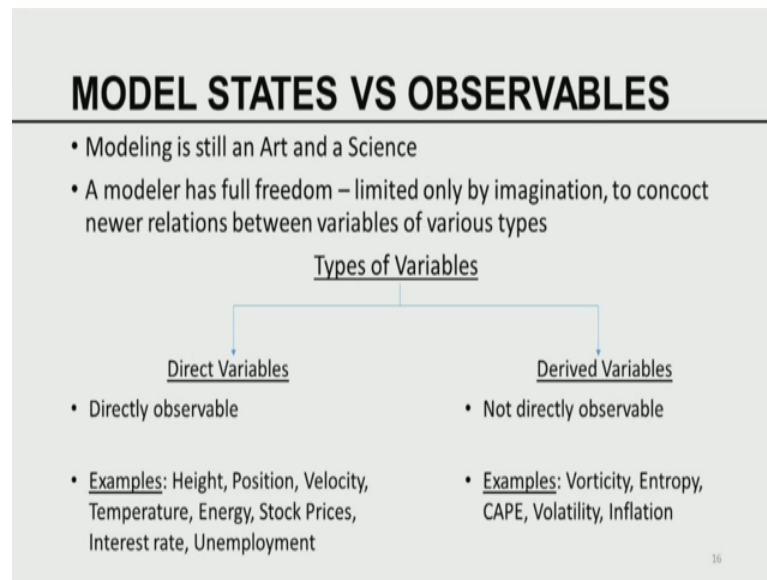 MODEL STATES VS OBSERVABLES
• Modeling is still an Art and a Science
• A modeler has full freedom – limited only by imagination, to concoct
newer relations between variables of various types
Types of Variables
Direct Variables
• Directly observable
• Examples: Height, Position, Velocity,
Temperature, Energy, Stock Prices,
Interest rate, Unemployment
Derived Variables
• Not directly observable
• Examples: Vorticity, Entropy,
CAPE, Volatility, Inflation
16